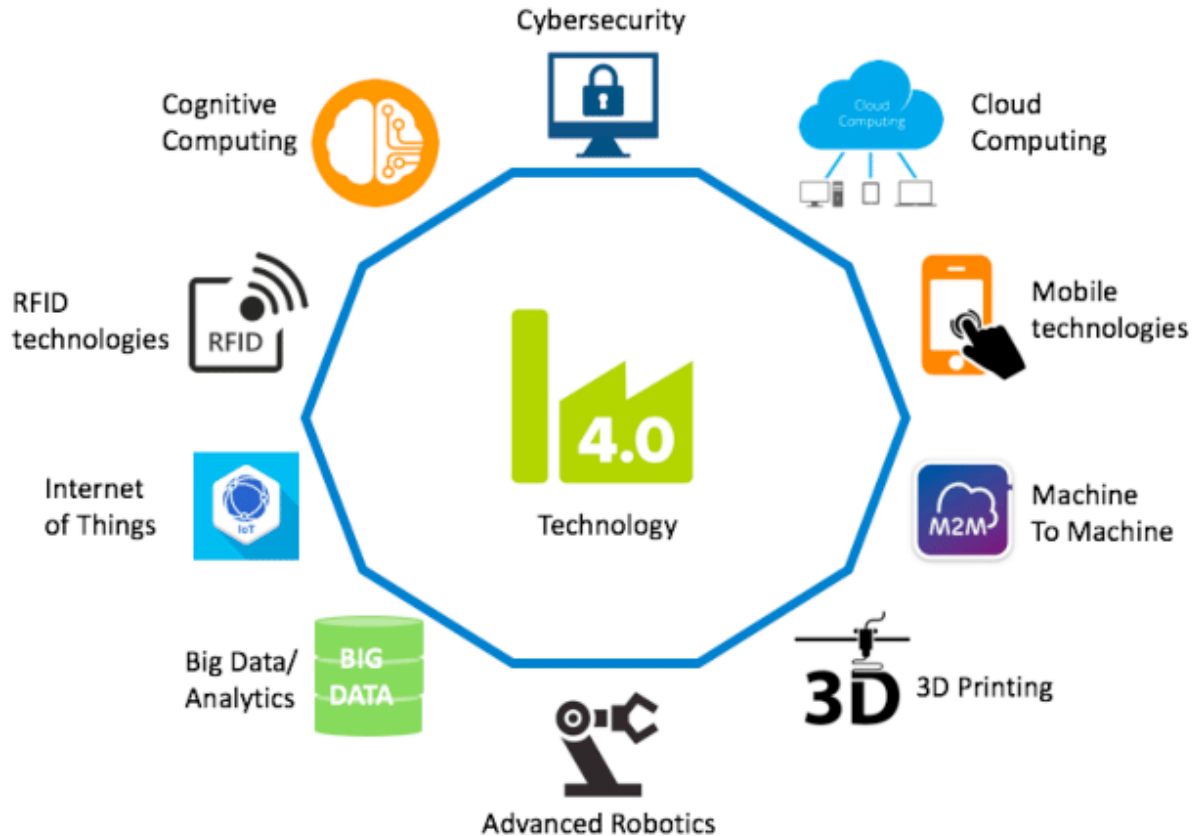 Cybersecurity
Cognitive
Computing
Cloud
Computing
Cloud
Computing
RFID
technologies
RFID
Mobile
technologies
4.0
Technology
Internet
of Things
IoT
M2M
Machine
To Machine
Big Data/
Analytics
BIG
DATA
3D
3D Printing
Advanced Robotics